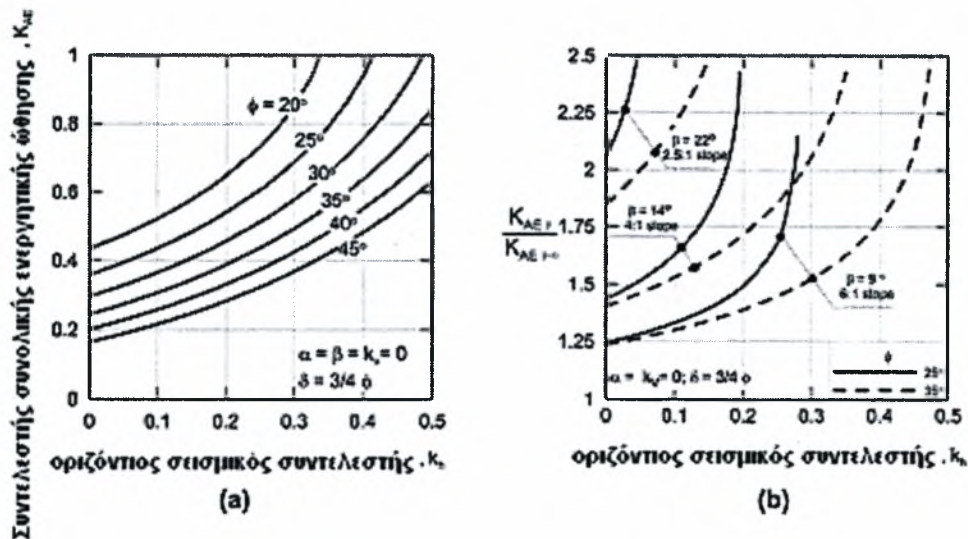 Συντελεστής συνολικής ενεργητικής ώθησης , K_AE
1
0.8
0.6
0.4
0.2
0
0
0.1
0.2
0.3
0.4
0.5
ϕ = 20°
25°
30°
35°
40°
45°
α = β = k_v = 0
δ = 3/4 ϕ
οριζόντιος σεισμικός συντελεστής , k_h
(a)
2.5
2.25
2
1.75
1.5
1.25
1
K_AE β
K_AE β=0
0
0.1
0.2
0.3
0.4
0.5
β = 22°
2.5:1 slope
β = 14°
4:1 slope
β = 9°
6:1 slope
ϕ
25°
35°
α = k_v= 0; δ = 3/4 ϕ
οριζόντιος σεισμικός συντελεστής , k_h
(b)